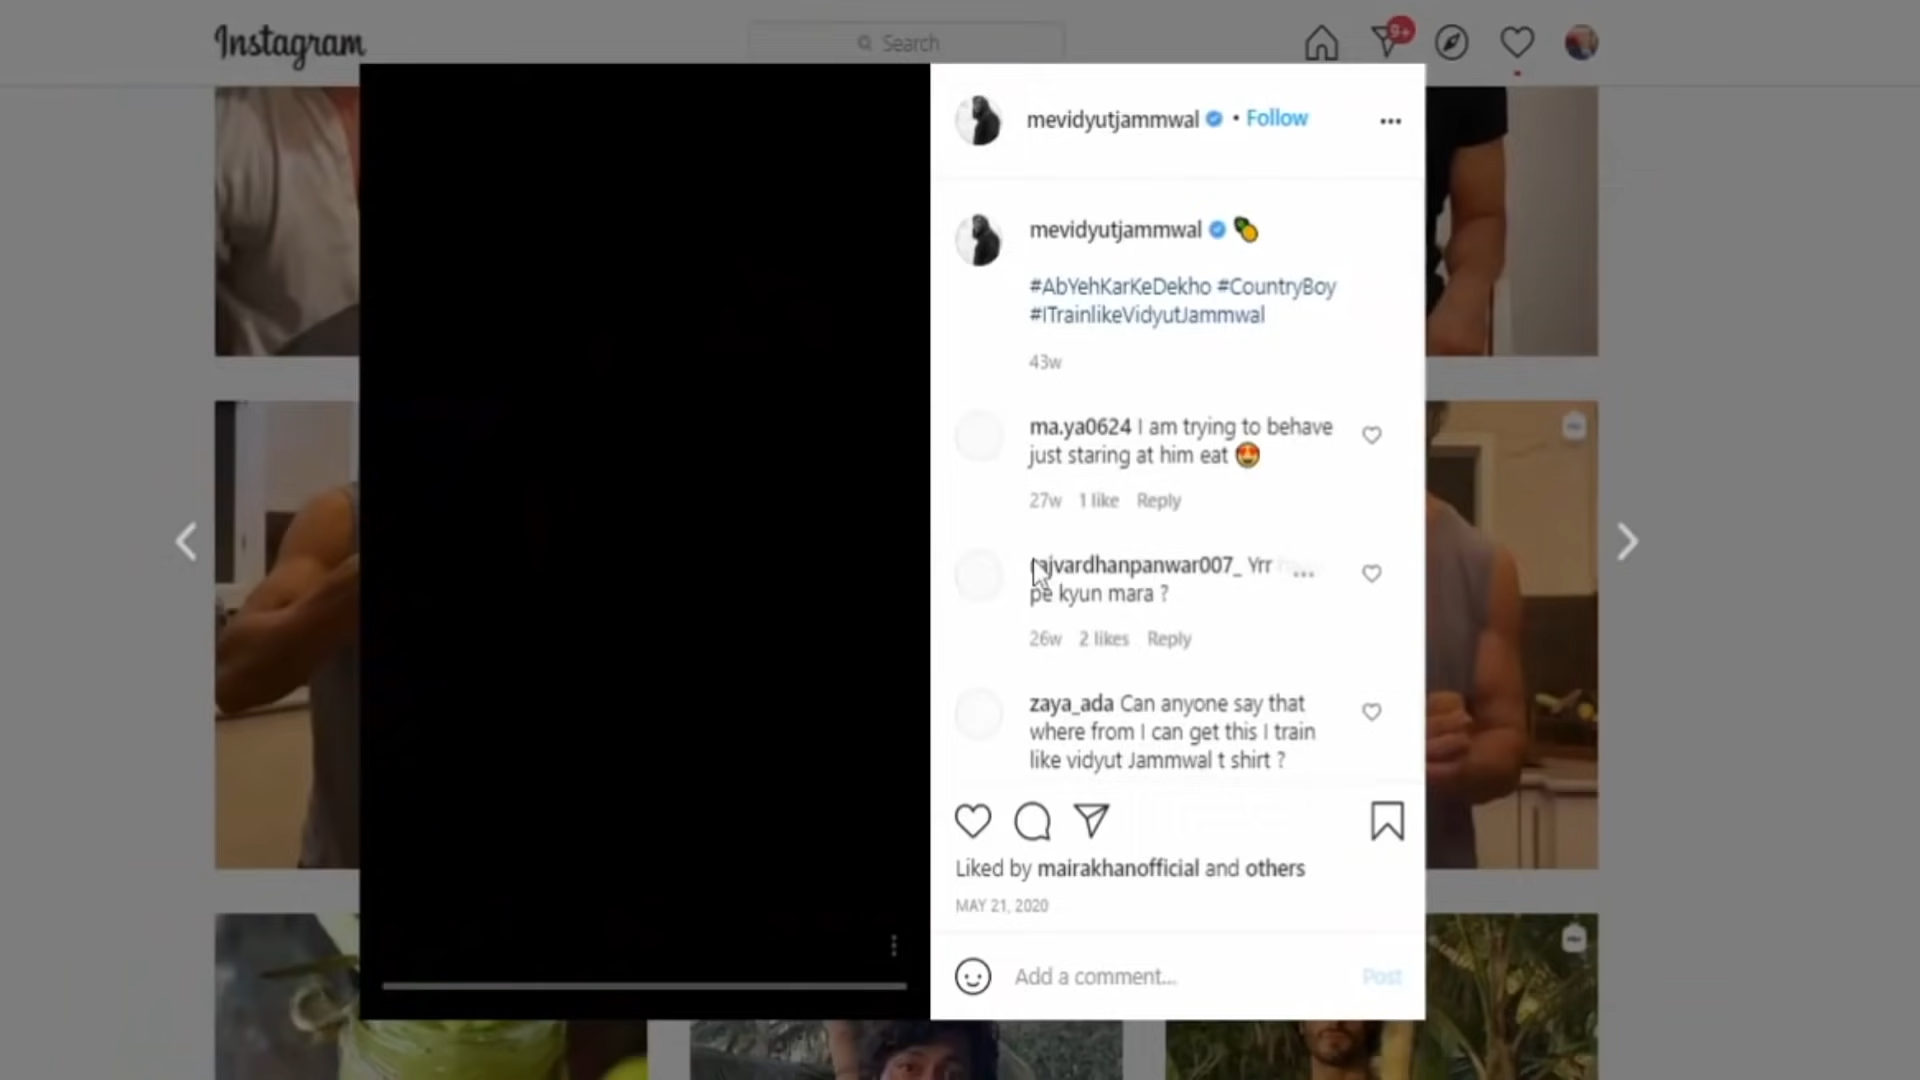 Instagram
Search
9+
mevidyutjammwal • Follow
mevidyutjammwal
#AbYehKarKeDekho #CountryBoy
#ITrainlikeVidyutJammwal
43w
ma.ya0624 I am trying to behave
just staring at him eat 😍
27w 1 like Reply
Yrr
pe kyun mara ?
26w 2 likes Reply
zaya_ada Can anyone say that
where from I can get this I train
like vidyut Jammwal t shirt ?
Liked by mairakhanofficial and others
MAY 21, 2020
Add a comment...
Post